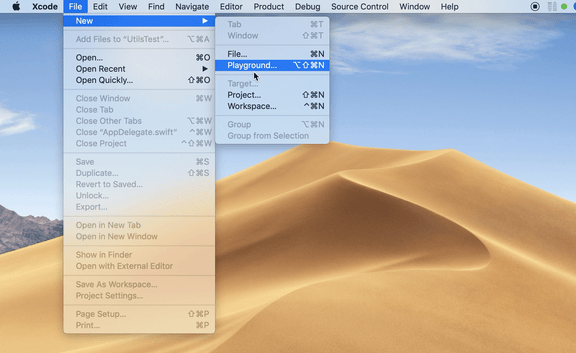 Xcode File Edit View Find Navigate Editor Product Debug Source Control Window Help
New
Add Files to “UtilsTest”... ⌥⌘A
Open... ⌘O
Open Recent
Open Quickly... ⇧⌘O
Close Window ⌘W
Close Tab
Close Other Tabs ⌥⌘W
Close “AppDelegate.swift” ^⌘W
Close Project ^⇧⌘W
Save ⌘S
Duplicate... ⇧⌘S
Revert to Saved...
Unlock...
Export...
Open in New Tab
Open in New Window
Show in Finder
Open with External Editor
Save As Workspace...
Project Settings...
Page Setup... ⇧⌘P
Print... ⌘P
Tab ⌘T
Window ⇧⌘T
File... ⌘N
Playground... ⌥⇧⌘N
Target...
Project... ⇧⌘N
Workspace... ^⌘N
Group ⌥⌘N
Group from Selection